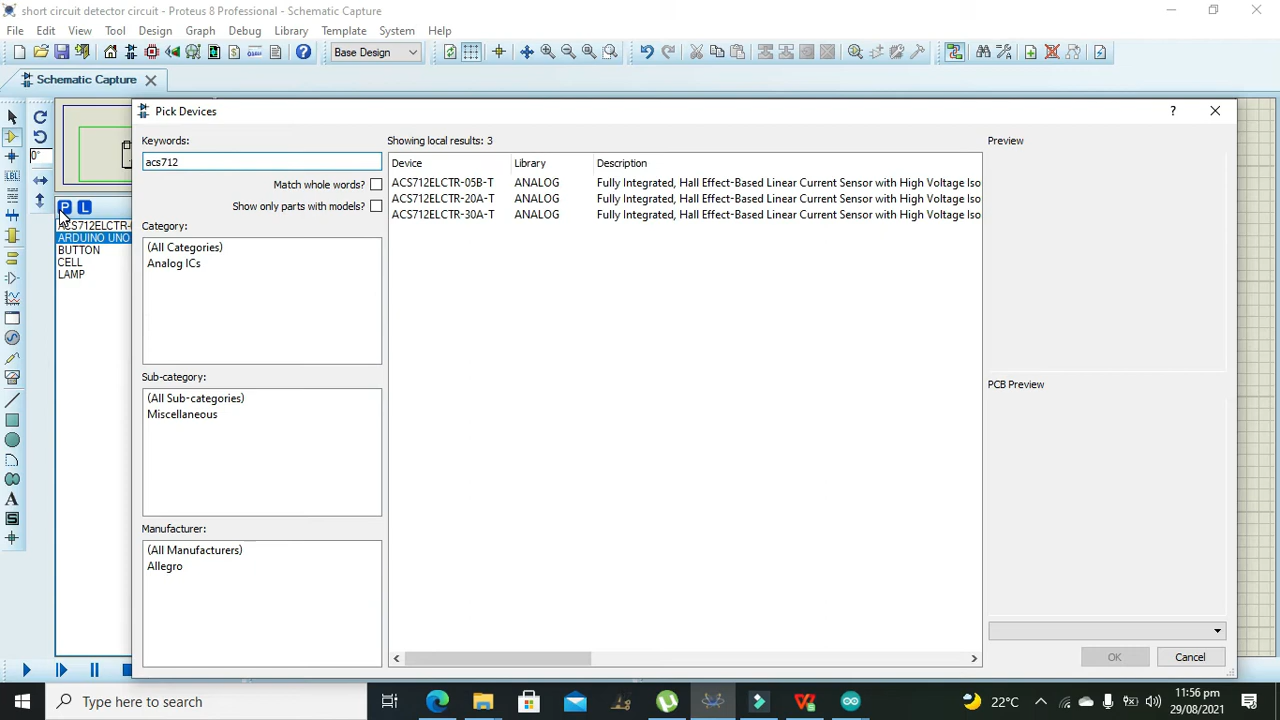 short circuit detector circuit - Proteus 8 Professional - Schematic Capture
File Edit View Tool Design Graph Debug Library Template System Help
Base Design
Schematic Capture
Pick Devices
?
Keywords:
acs712
Match whole words?
Show only parts with models?
Category:
(All Categories)
Analog ICs
Sub-category:
(All Sub-categories)
Miscellaneous
Manufacturer:
(All Manufacturers)
Allegro
Showing local results: 3
Device Library Description
ACS712ELCTR-05B-T ANALOG Fully Integrated, Hall Effect-Based Linear Current Sensor with High Voltage Iso
ACS712ELCTR-20A-T ANALOG Fully Integrated, Hall Effect-Based Linear Current Sensor with High Voltage Iso
ACS712ELCTR-30A-T ANALOG Fully Integrated, Hall Effect-Based Linear Current Sensor with High Voltage Iso
Preview
PCB Preview
OK Cancel
0°
LBL
P L
ACS712ELCTR-
ARDUINO UNO
BUTTON
CELL
LAMP
A
S
Type here to search
22°C
11:56 pm
29/08/2021